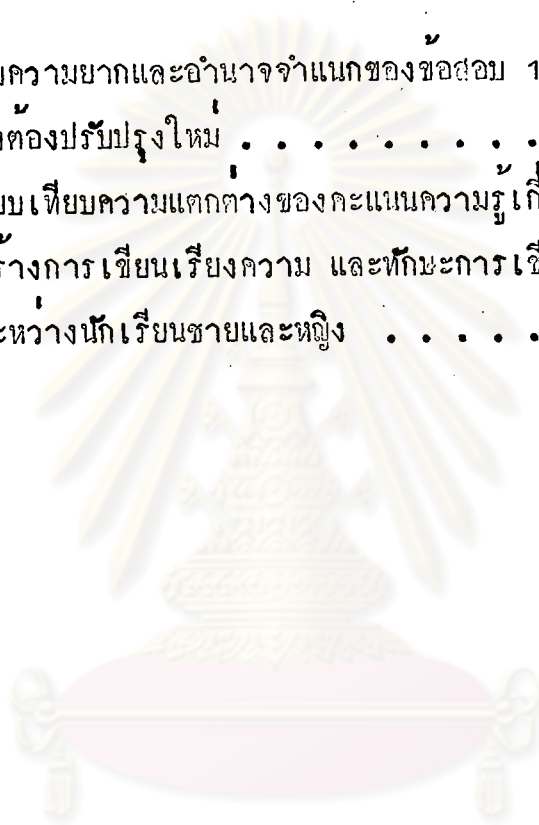 บความยากและอำนาจจำแนกของข้อสอบ 1
งต้องปรับปรุงใหม่ . . . . . . . . . .
ยบเทียบความแตกต่างของคะแนนความรู้เกี่
ร้างการเขียนเรียงความ และทักษะการเขี
ะหว่างนักเรียนชายและหญิง . . . . .